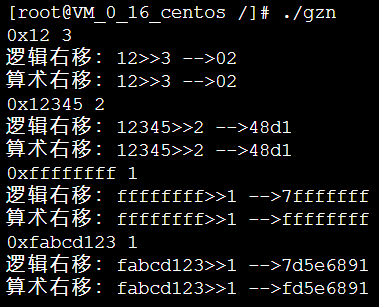 [root@VM_0_16_centos /]# ./gzn
0x12 3
逻辑右移: 12>>3 -->02
算术右移: 12>>3 -->02
0x12345 2
逻辑右移: 12345>>2 -->48d1
算术右移: 12345>>2 -->48d1
0xffffffff 1
逻辑右移: ffffffff>>1 -->7fffffff
算术右移: ffffffff>>1 -->ffffffff
0xfabcd123 1
逻辑右移: fabcd123>>1 -->7d5e6891
算术右移: fabcd123>>1 -->fd5e6891